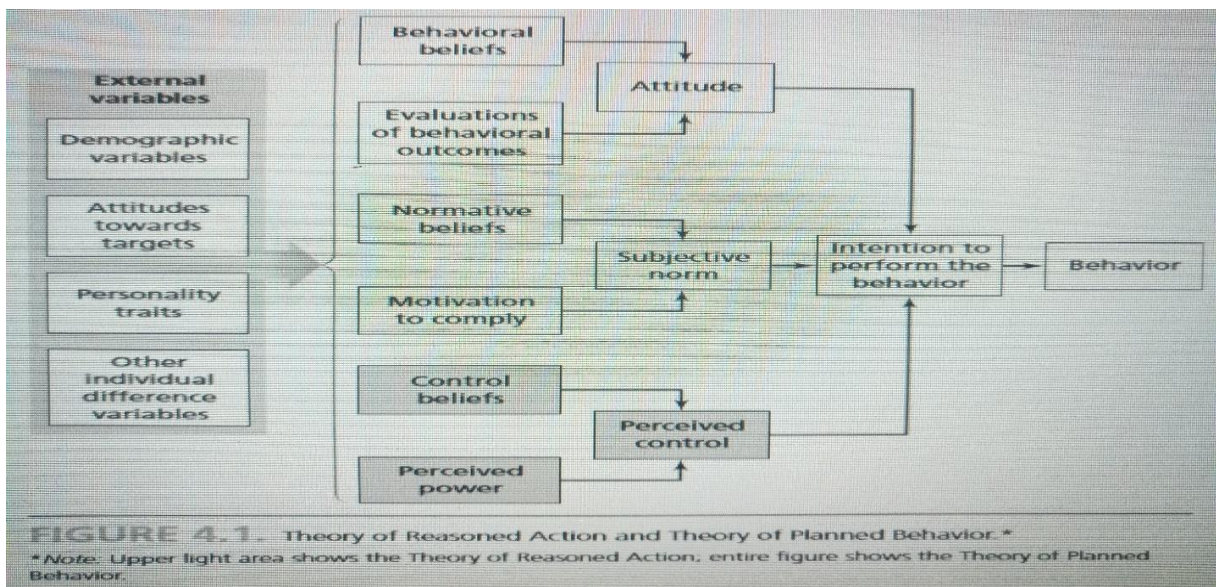 External
variables
Demographic
variables
Attitudes
towards
targets
Personality
traits
Other
individual
difference
variables
Behavioral
beliefs
Evaluations
of behavioral
outcomes
Normative
beliefs
Motivation
to comply
Control
beliefs
Perceived
power
Attitude
Subjective
norm
Perceived
control
Intention to
perform the
behavior
Behavior
FIGURE 4.1. Theory of Reasoned Action and Theory of Planned Behavior.*
*Note: Upper light area shows the Theory of Reasoned Action; entire figure shows the Theory of Planned
Behavior.